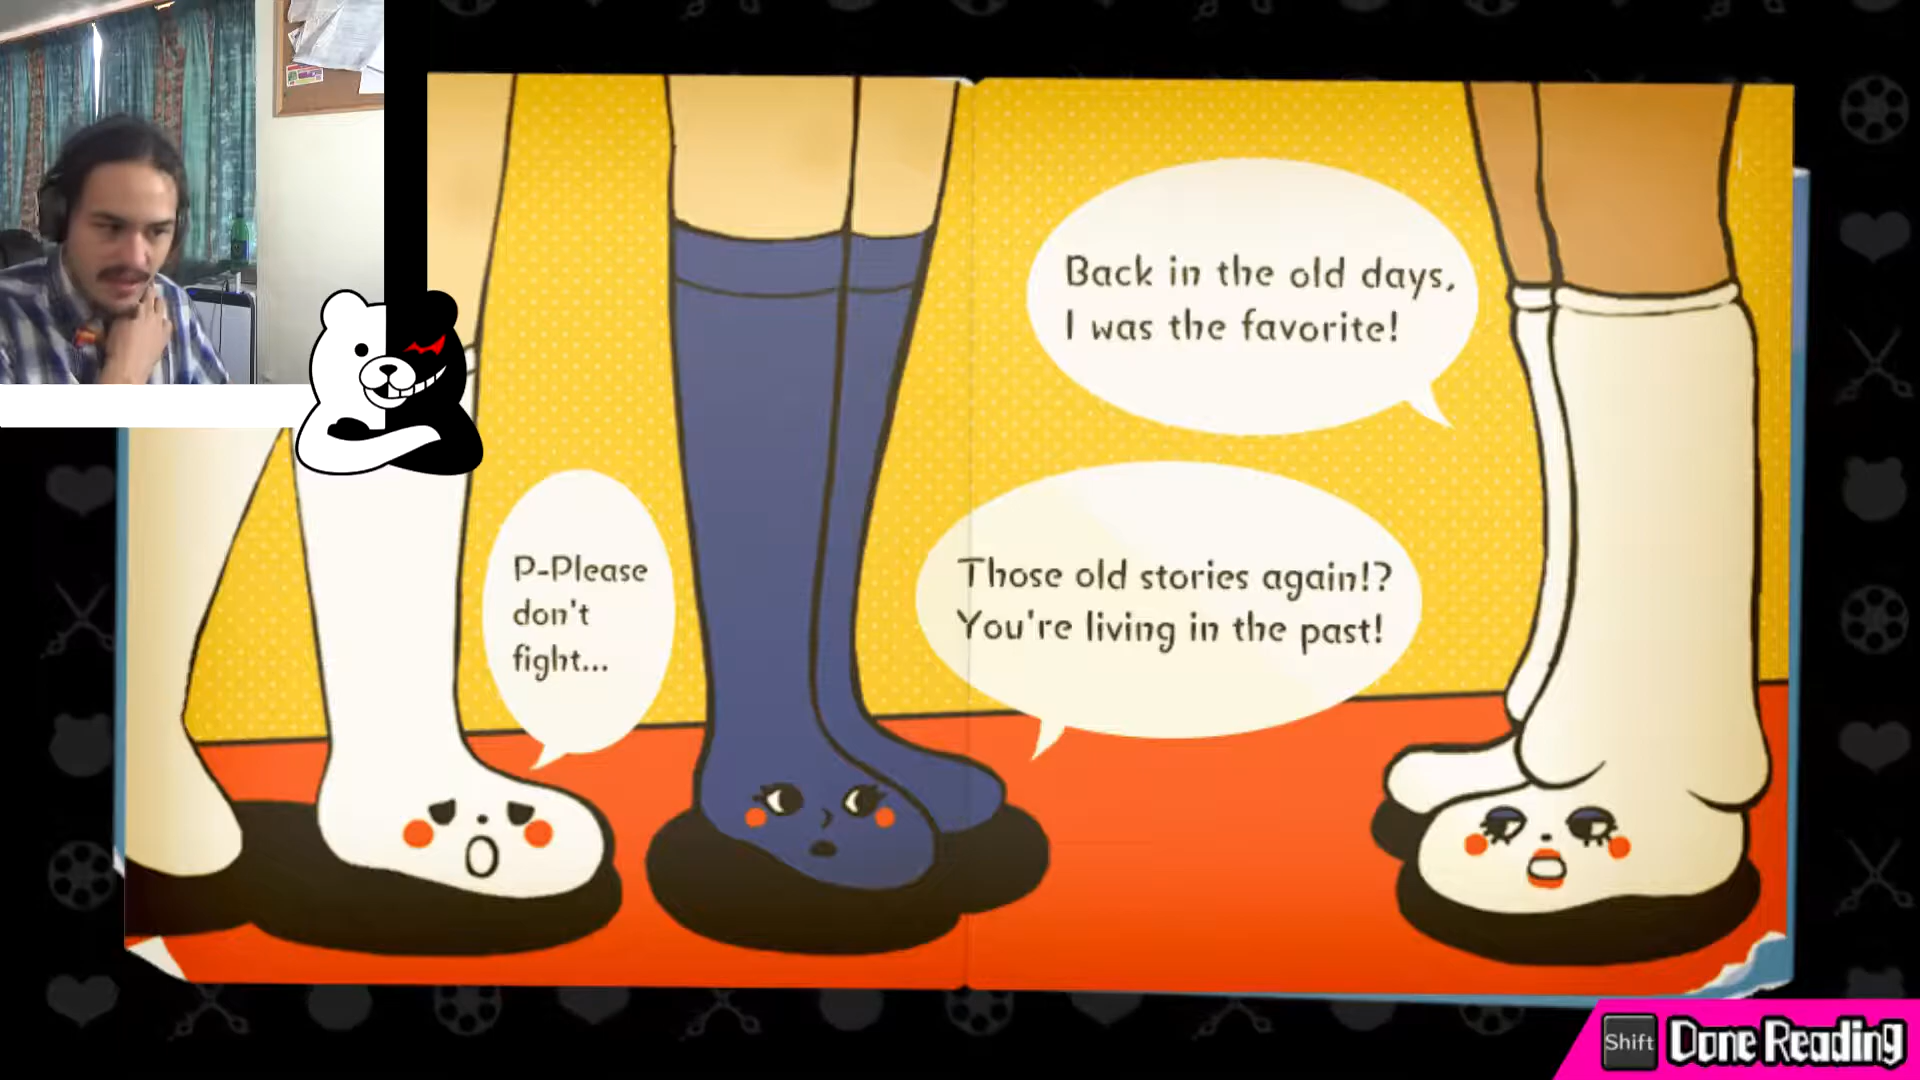 Back in the old days,
I was the favorite!
P-Please
don't
fight...
Those old stories again!?
You're living in the past!
Shift Done Reading